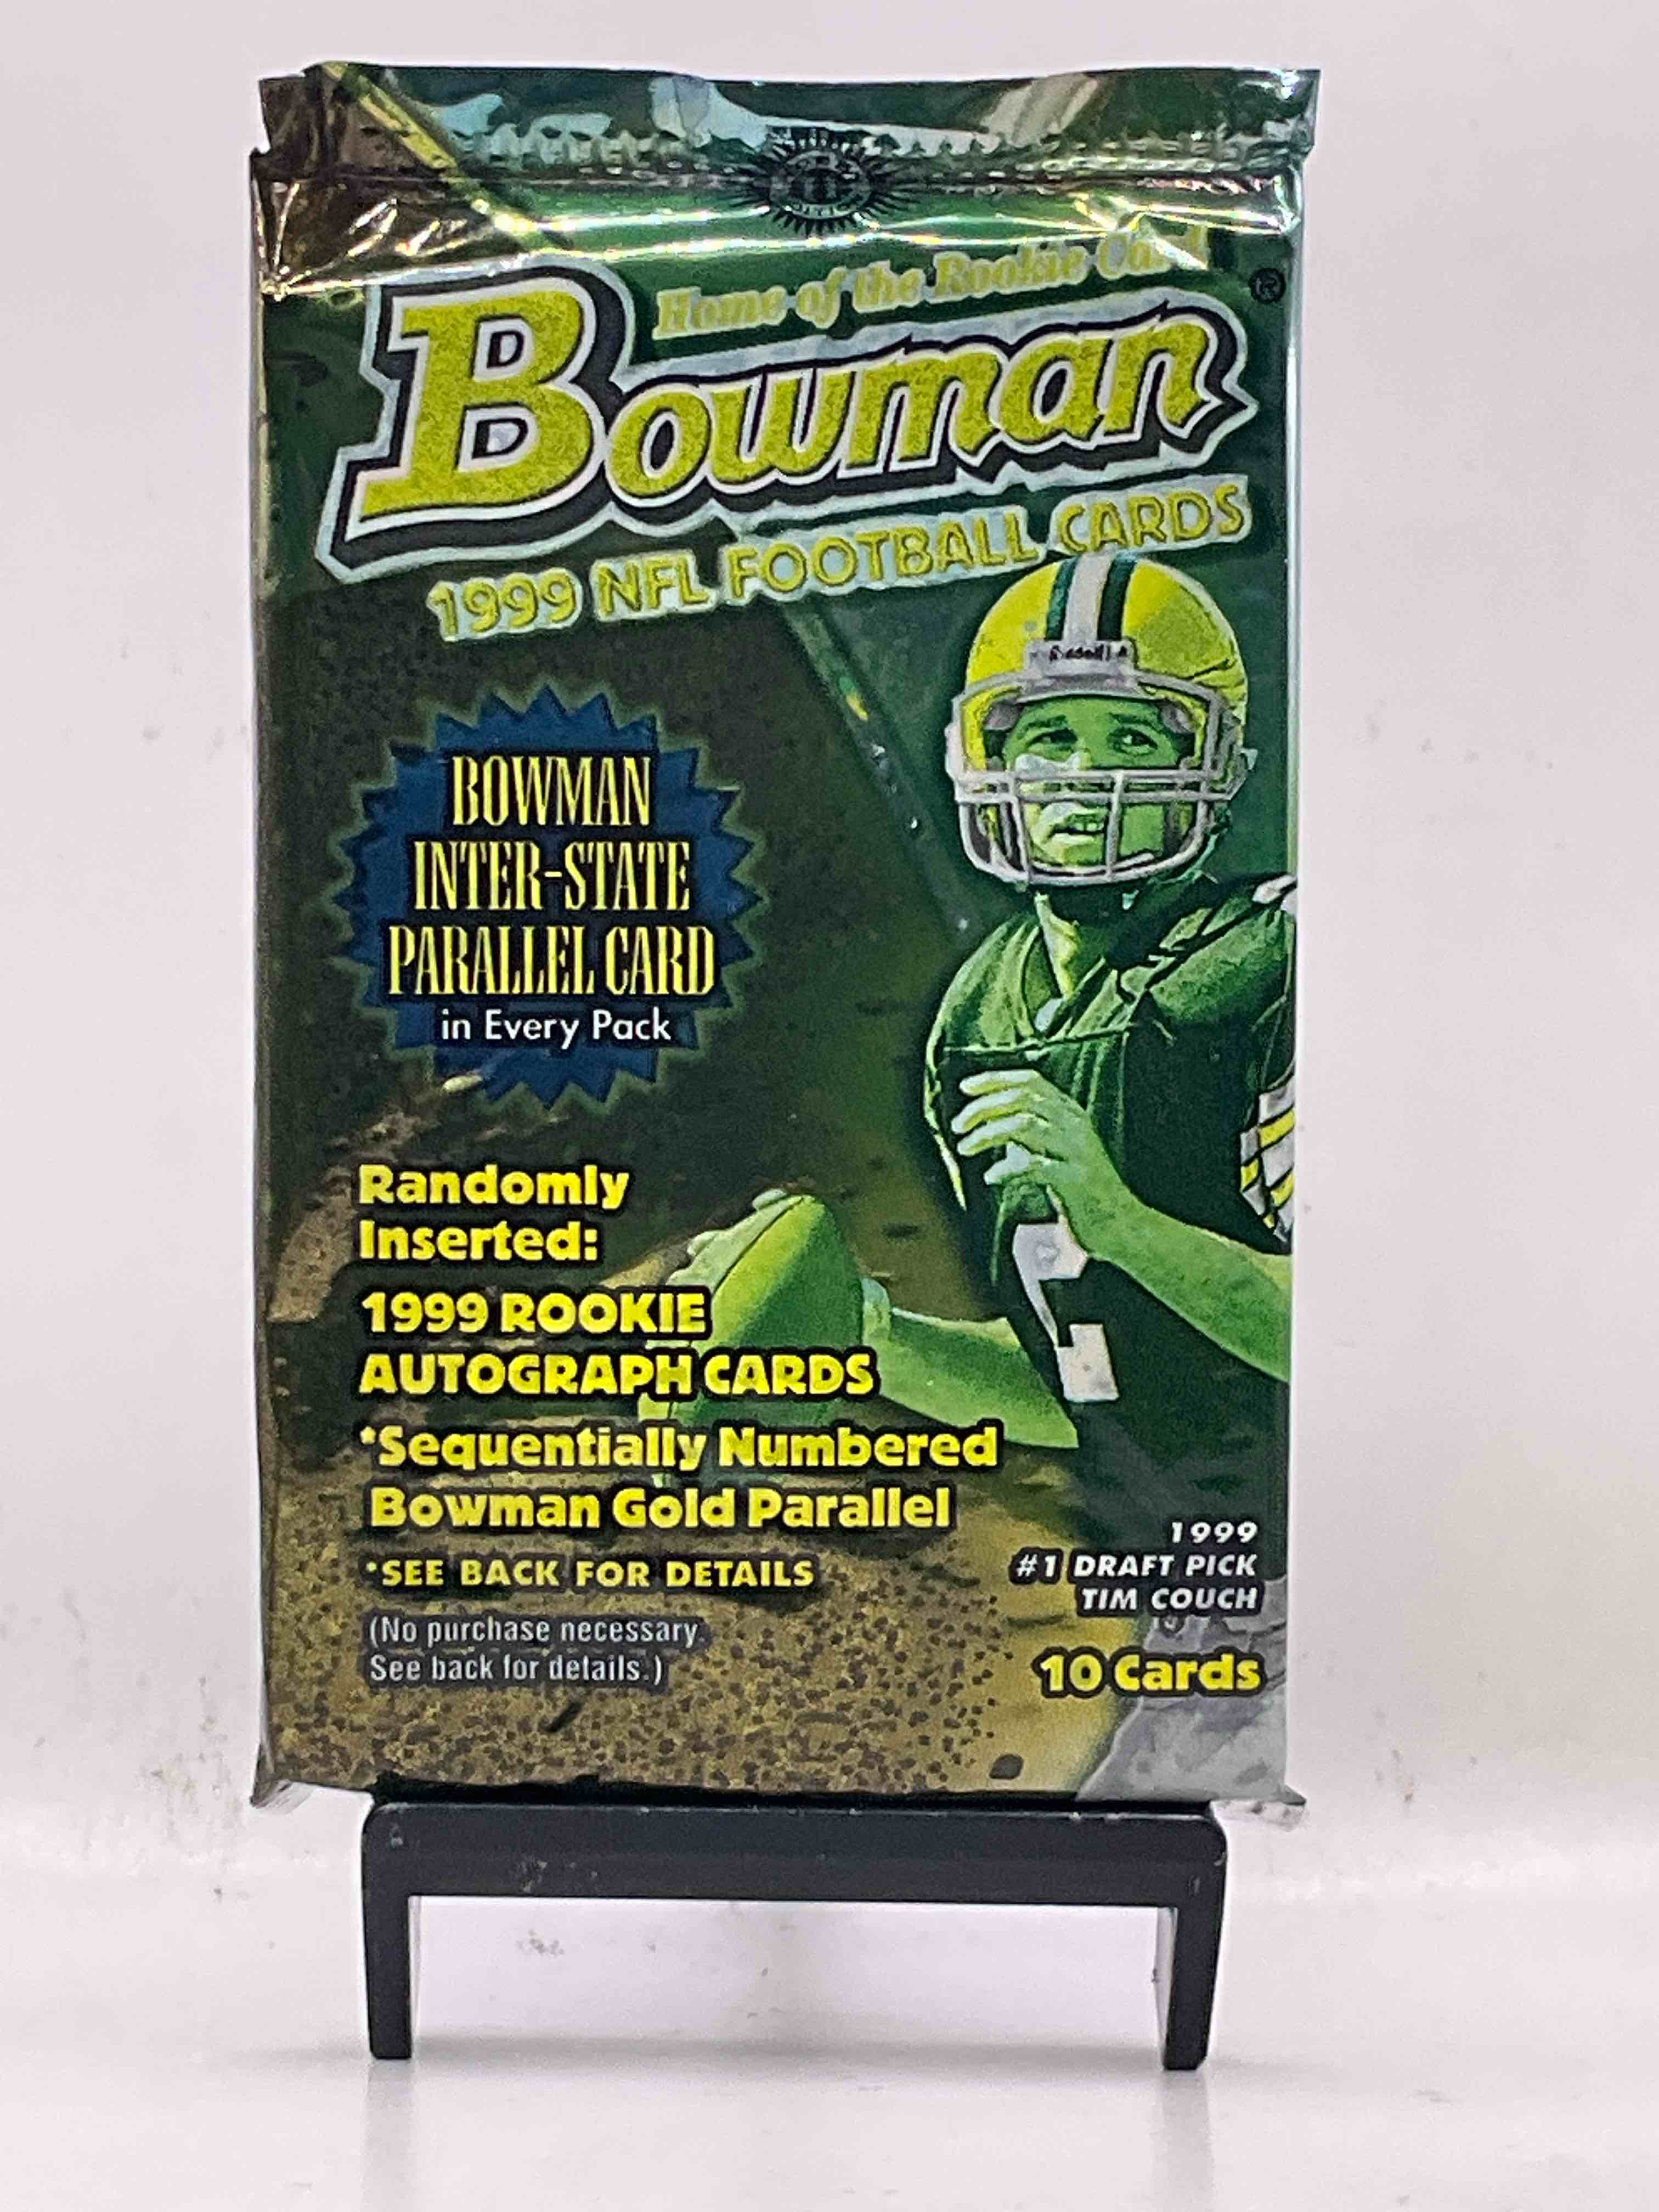 Home of the Rookie Card
Bowman®
1999 NFL FOOTBALL CARDS
Riddell
BOWMAN
INTER-STATE
PARALLEL CARD
in Every Pack
Randomly
Inserted:
1999 ROOKIE
AUTOGRAPH CARDS
*Sequentially Numbered
Bowman Gold Parallel
*SEE BACK FOR DETAILS
(No purchase necessary.
See back for details.)
1999
#1 DRAFT PICK
TIM COUCH
10 Cards